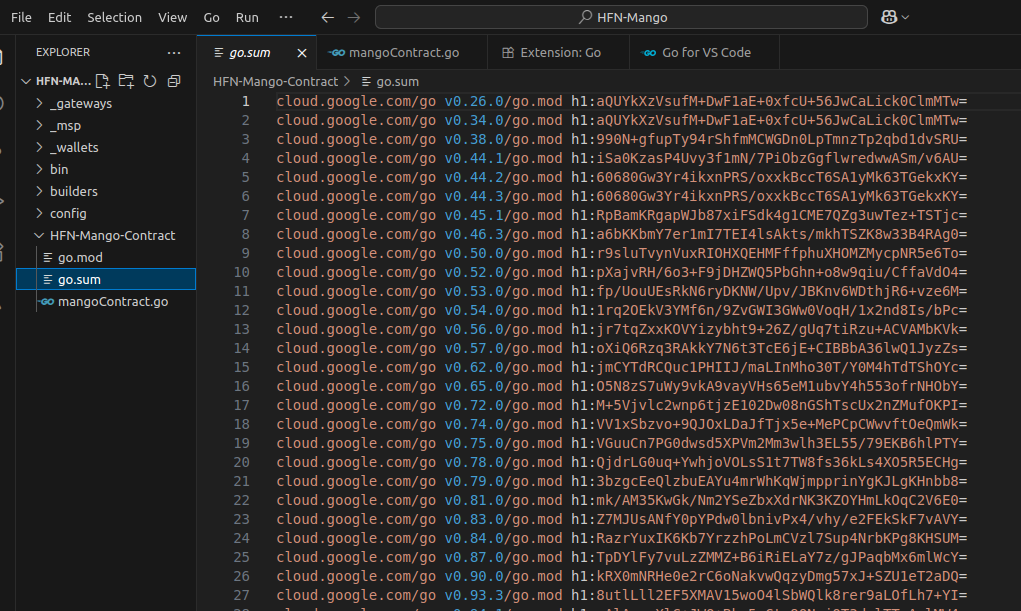 File Edit Selection View Go Run ··· HFN-Mango
EXPLORER ···
go.sum mangoContract.go Extension: Go Go for VS Code
HFN-MA...
HFN-Mango-Contract > go.sum
_gateways
_msp
_wallets
bin
builders
config
HFN-Mango-Contract
go.mod
go.sum
mangoContract.go
1 cloud.google.com/go v0.26.0/go.mod h1:aQUYkXzVsufM+DwF1aE+0xfcU+56JwCaLick0ClmMTw=
2 cloud.google.com/go v0.34.0/go.mod h1:aQUYkXzVsufM+DwF1aE+0xfcU+56JwCaLick0ClmMTw=
3 cloud.google.com/go v0.38.0/go.mod h1:990N+gfupTy94rShfmMCWGDn0LpTmnzTp2qbd1dvSRU=
4 cloud.google.com/go v0.44.1/go.mod h1:iSa0KzasP4Uvy3f1mN/7PiObzGgflwredwwASm/v6AU=
5 cloud.google.com/go v0.44.2/go.mod h1:60680Gw3Yr4ikxnPRS/oxxkBccT6SA1yMk63TGekxKY=
6 cloud.google.com/go v0.44.3/go.mod h1:60680Gw3Yr4ikxnPRS/oxxkBccT6SA1yMk63TGekxKY=
7 cloud.google.com/go v0.45.1/go.mod h1:RpBamKRgapWJb87xiFSdk4g1CME7QZg3uwTez+TSTjc=
8 cloud.google.com/go v0.46.3/go.mod h1:a6bKKbmY7er1mI7TEI4lsAkts/mkhTSZK8w33B4RAg0=
9 cloud.google.com/go v0.50.0/go.mod h1:r9sluTvynVuxRIOHXQEHMFffphuXHOMZMycpNR5e6To=
10 cloud.google.com/go v0.52.0/go.mod h1:pXajvRH/6o3+F9jDHZWQ5PbGhn+o8w9qiu/CffaVdO4=
11 cloud.google.com/go v0.53.0/go.mod h1:fp/UouUEsRkN6ryDKNW/Upv/JBKnv6WDthjR6+vze6M=
12 cloud.google.com/go v0.54.0/go.mod h1:1rq2OEkV3YMf6n/9ZvGWI3GWw0VoqH/1x2nd8Is/bPc=
13 cloud.google.com/go v0.56.0/go.mod h1:jr7tqZxxKOVYizybht9+26Z/gUq7tiRzu+ACVAMbKVk=
14 cloud.google.com/go v0.57.0/go.mod h1:oXiQ6Rzq3RAkkY7N6t3TcE6jE+CIBBbA36lwQ1JyzZs=
15 cloud.google.com/go v0.62.0/go.mod h1:jmCYTdRCQuc1PHIIJ/maLInMho30T/Y0M4hTdTShOYc=
16 cloud.google.com/go v0.65.0/go.mod h1:O5N8zS7uWy9vkA9vayVHs65eM1ubvY4h553ofrNHObY=
17 cloud.google.com/go v0.72.0/go.mod h1:M+5Vjvlc2wnp6tjzE102Dw08nGShTscUx2nZMufOKPI=
18 cloud.google.com/go v0.74.0/go.mod h1:VV1xSbzvo+9QJOxLDaJfTjx5e+MePCpCWwvftOeQmWk=
19 cloud.google.com/go v0.75.0/go.mod h1:VGuuCn7PG0dwsd5XPVm2Mm3wlh3EL55/79EKB6hlPTY=
20 cloud.google.com/go v0.78.0/go.mod h1:QjdrLG0uq+YwhjoVOLsS1t7TW8fs36kLs4XO5R5ECHg=
21 cloud.google.com/go v0.79.0/go.mod h1:3bzgcEeQlzbuEAYu4mrWhKqWjmpprinYgKJLgKHnbb8=
22 cloud.google.com/go v0.81.0/go.mod h1:mk/AM35KwGk/Nm2YSeZbxXdrNK3KZOYHmLkOqC2V6E0=
23 cloud.google.com/go v0.83.0/go.mod h1:Z7MJUsANfY0pYPdw0lbnivPx4/vhy/e2FEkSkF7vAVY=
24 cloud.google.com/go v0.84.0/go.mod h1:RazrYuxIK6Kb7YrzzhPoLmCVzl7Sup4NrbKPg8KHSUM=
25 cloud.google.com/go v0.87.0/go.mod h1:TpDYlFy7vuLzZMMZ+B6iRiELaY7z/gJPaqbMx6mlWcY=
26 cloud.google.com/go v0.90.0/go.mod h1:kRX0mNRHe0e2rC6oNakvwQqzyDmg57xJ+SZU1eT2aDQ=
27 cloud.google.com/go v0.93.3/go.mod h1:8utlLll2EF5XMAV15woO4lSbWQlk8rer9aLOfLh7+YI=